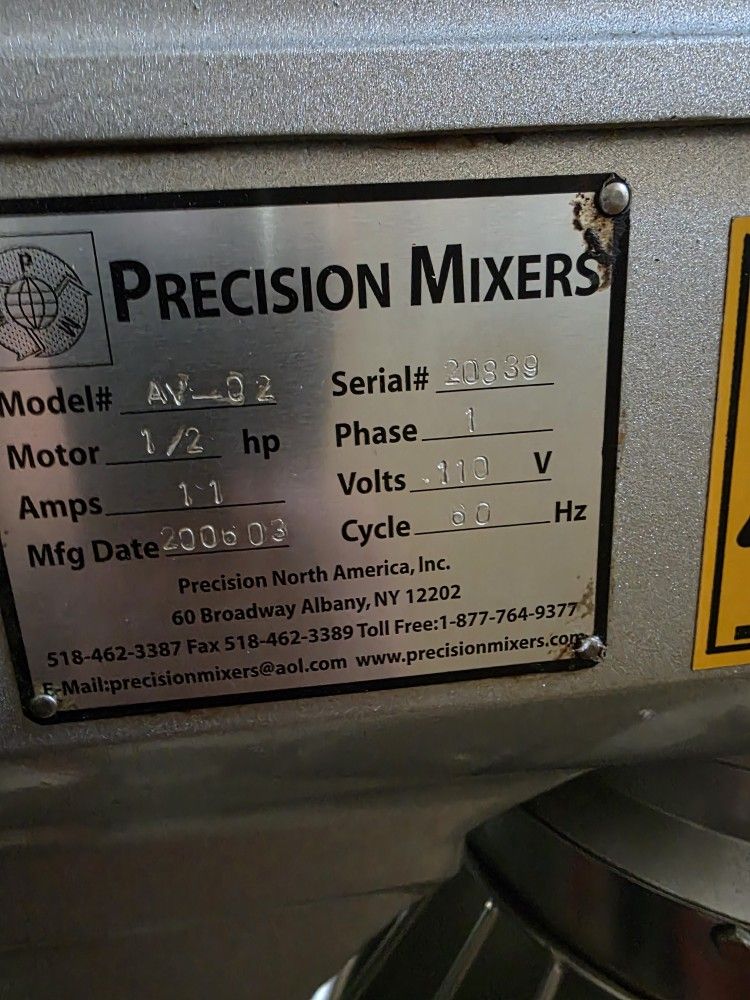 P
M
PRECISION MIXERS
Model# AV-02 Serial# 20839
Motor 1/2 hp Phase 1
Amps 11 Volts 110 V
Mfg Date 200603 Cycle 60 Hz
Precision North America, Inc.
60 Broadway Albany, NY 12202
518-462-3387 Fax 518-462-3389 Toll Free:1-877-764-9377
E-Mail:precisionmixers@aol.com www.precisionmixers.com